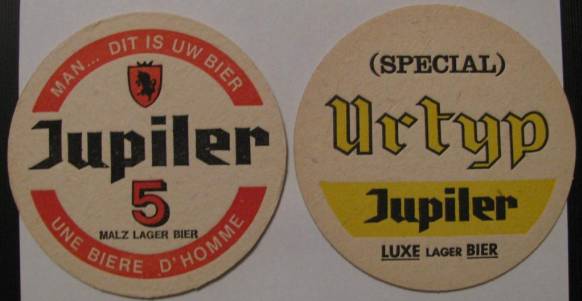 MAN... DIT IS UW BIER
Jupiler
5
MALZ LAGER BIER
UNE BIERE D'HOMME
(SPECIAL)
Urtyp
Jupiler
LUXE LAGER BIER